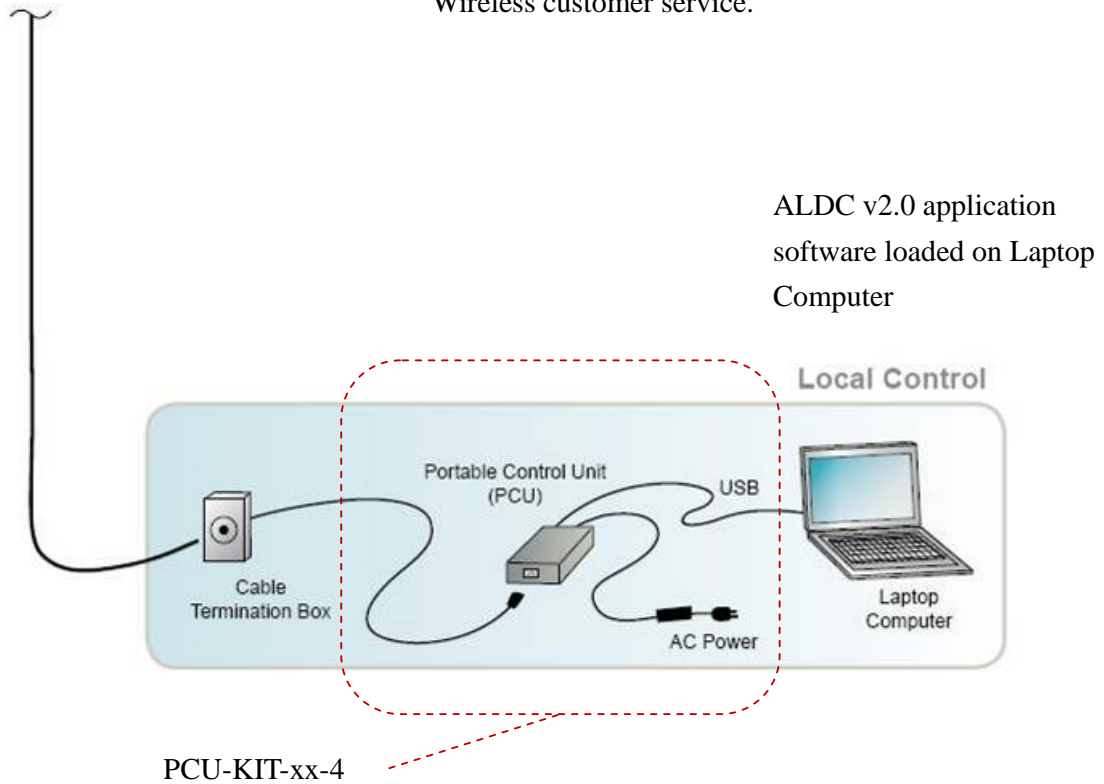 Wireless customer service.
ALDC v2.0 application
software loaded on Laptop
Computer
Local Control
Portable Control Unit
(PCU)
USB
Cable
Termination Box
AC Power
Laptop
Computer
PCU-KIT-xx-4